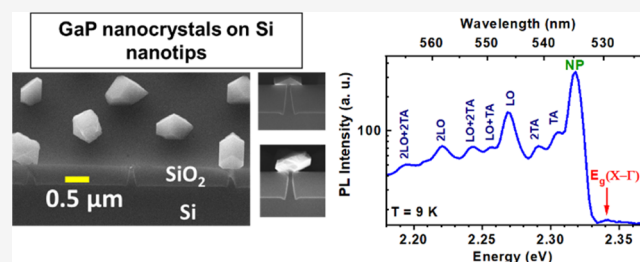 GaP nanocrystals on Si
nanotips
SiO₂
0.5 µm
Si
Wavelength (nm)
560 550 540 530
PL Intensity (a. u.)
100
2LO+2TA
2LO
LO+2TA
LO+TA
LO
2TA
TA
NP
E_g(X–Γ)
T = 9 K
2.20 2.25 2.30 2.35
Energy (eV)